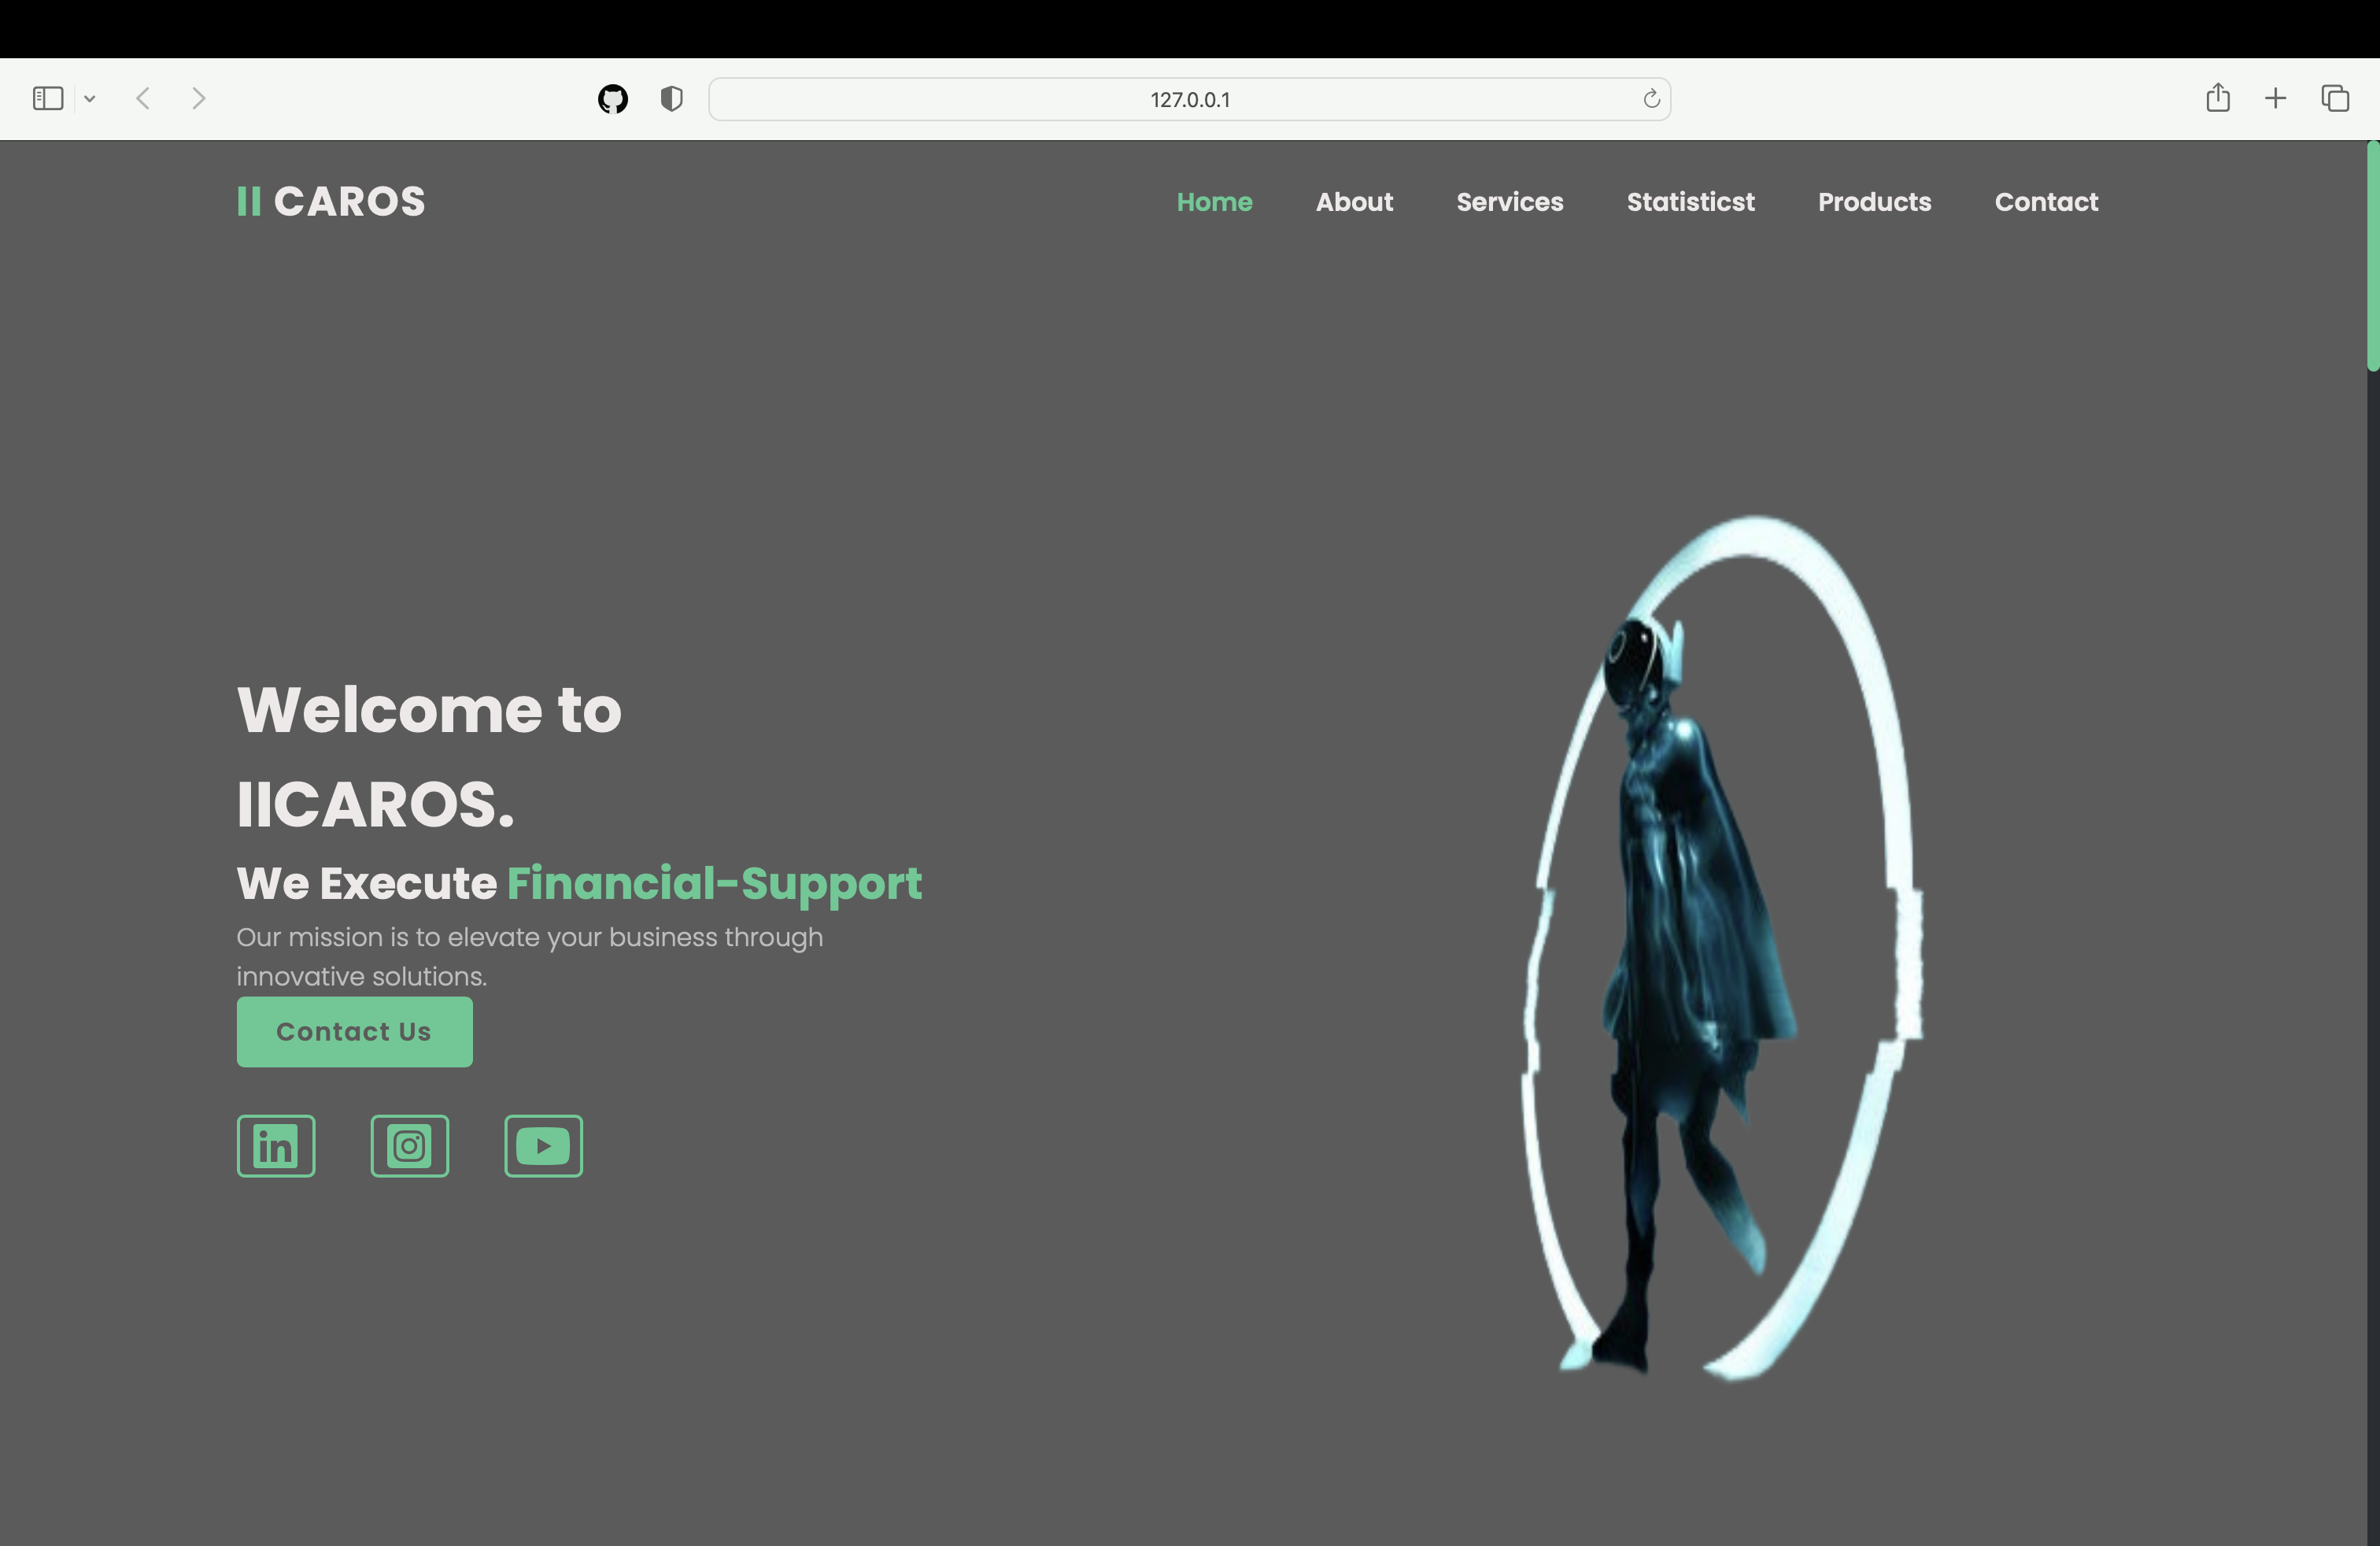 127.0.0.1
II CAROS
Home About Services Statisticst Products Contact
Welcome to
IICAROS.
We Execute Financial-Support
Our mission is to elevate your business through
innovative solutions.
Contact Us
in